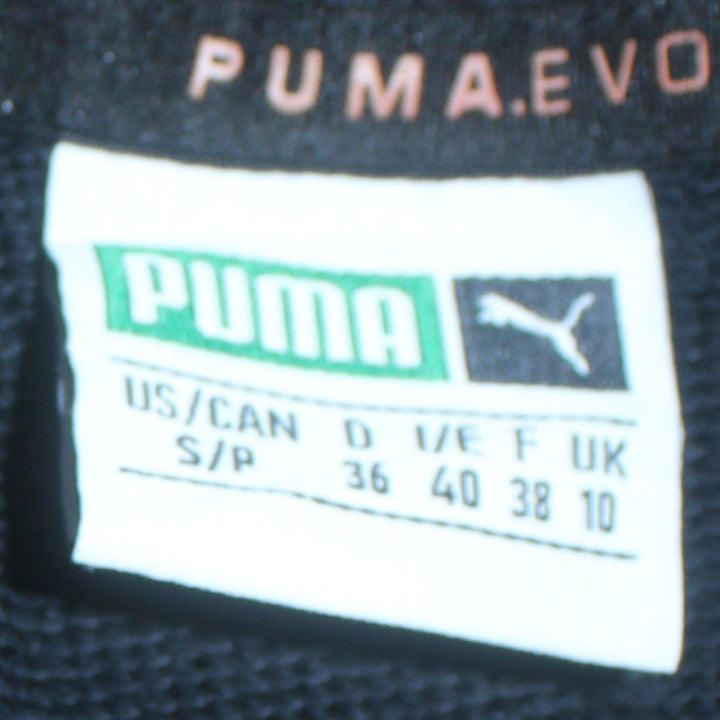 PUMA.EVO
PUMA
US/CAN D I/E F UK
S/P 36 40 38 10